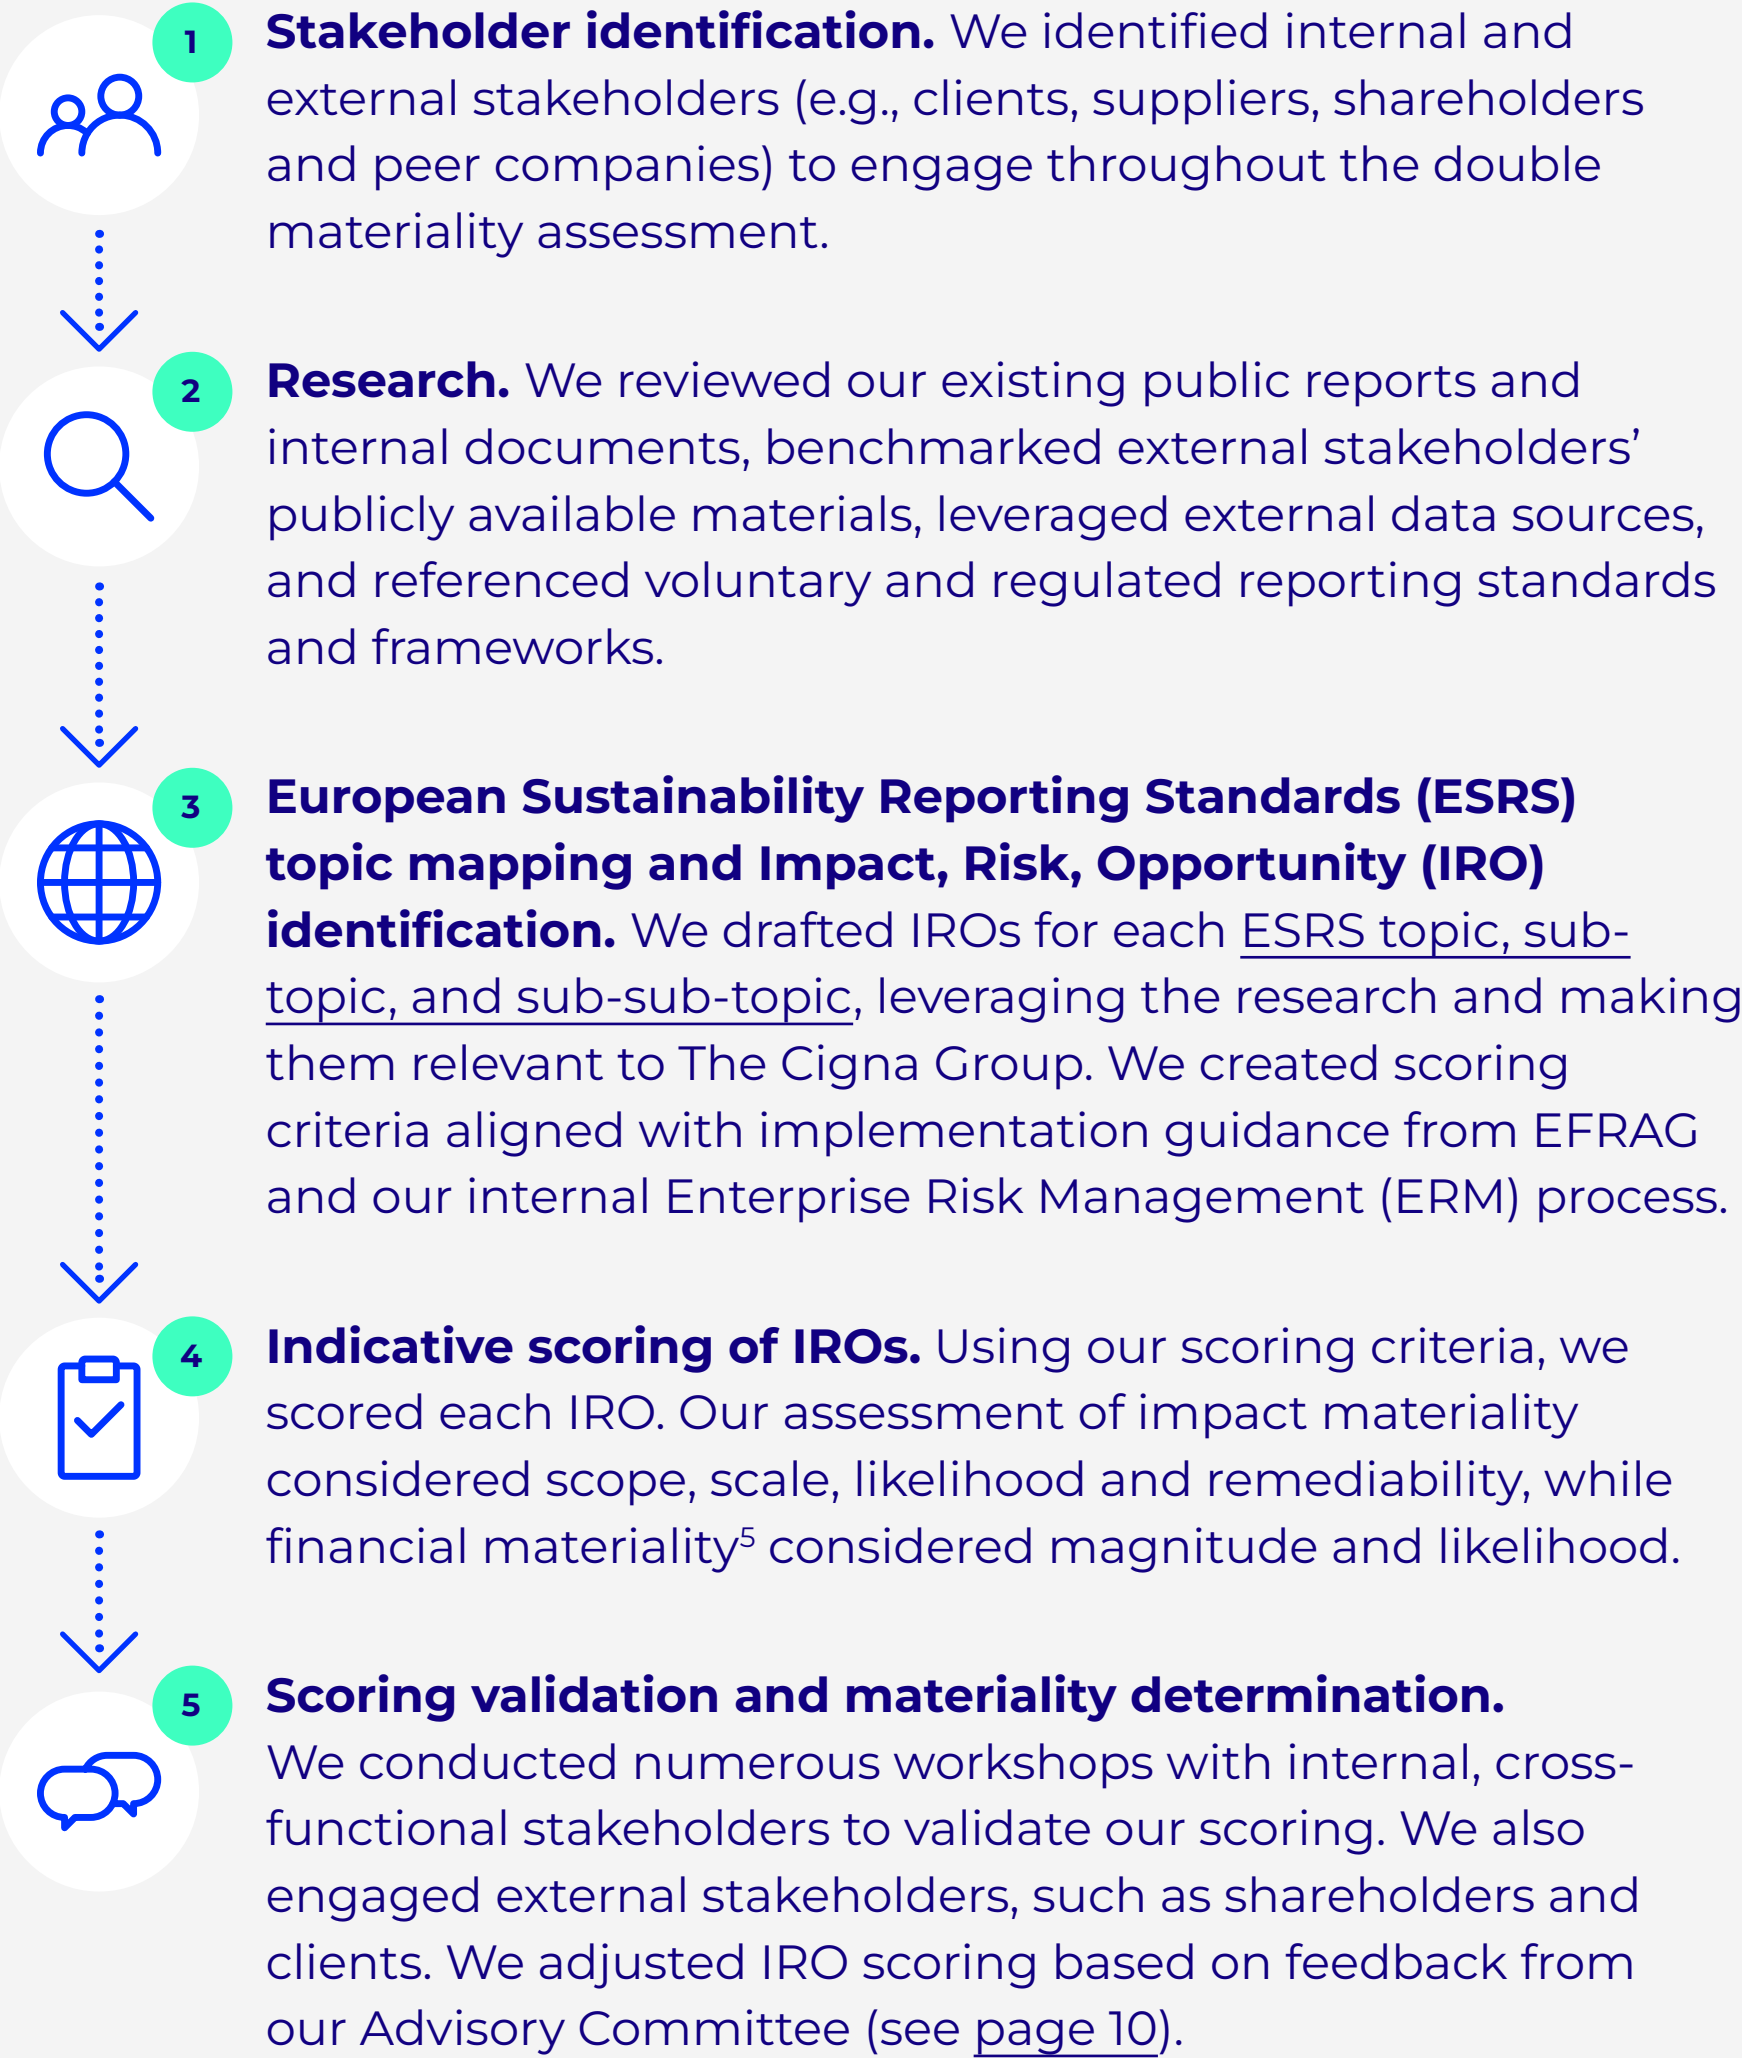 1
Stakeholder identification. We identified internal and
external stakeholders (e.g., clients, suppliers, shareholders
and peer companies) to engage throughout the double
materiality assessment.
2
Research. We reviewed our existing public reports and
internal documents, benchmarked external stakeholders’
publicly available materials, leveraged external data sources,
and referenced voluntary and regulated reporting standards
and frameworks.
3
European Sustainability Reporting Standards (ESRS)
topic mapping and Impact, Risk, Opportunity (IRO)
identification. We drafted IROs for each ESRS topic, sub-
topic, and sub-sub-topic, leveraging the research and making
them relevant to The Cigna Group. We created scoring
criteria aligned with implementation guidance from EFRAG
and our internal Enterprise Risk Management (ERM) process.
4
Indicative scoring of IROs. Using our scoring criteria, we
scored each IRO. Our assessment of impact materiality
considered scope, scale, likelihood and remediability, while
financial materiality⁵ considered magnitude and likelihood.
5
Scoring validation and materiality determination.
We conducted numerous workshops with internal, cross-
functional stakeholders to validate our scoring. We also
engaged external stakeholders, such as shareholders and
clients. We adjusted IRO scoring based on feedback from
our Advisory Committee (see page 10).